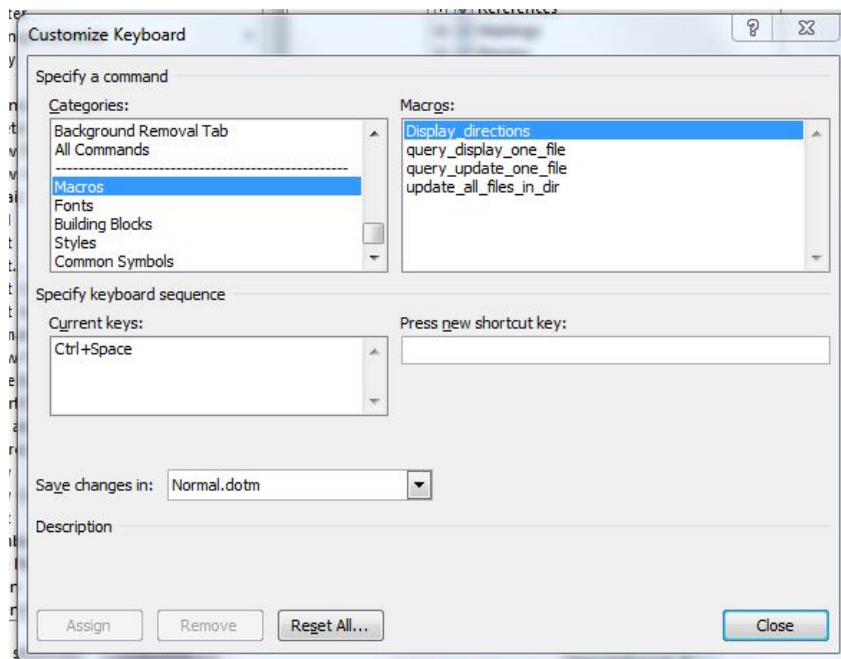 References
Customize Keyboard
Specify a command
Categories:
Background Removal Tab
All Commands
----------------------------------------------------
Macros
Fonts
Building Blocks
Styles
Common Symbols
Macros:
Display_directions
query_display_one_file
query_update_one_file
update_all_files_in_dir
Specify keyboard sequence
Current keys:
Ctrl+Space
Press new shortcut key:
Save changes in:
Normal.dotm
Description
Assign
Remove
Reset All...
Close